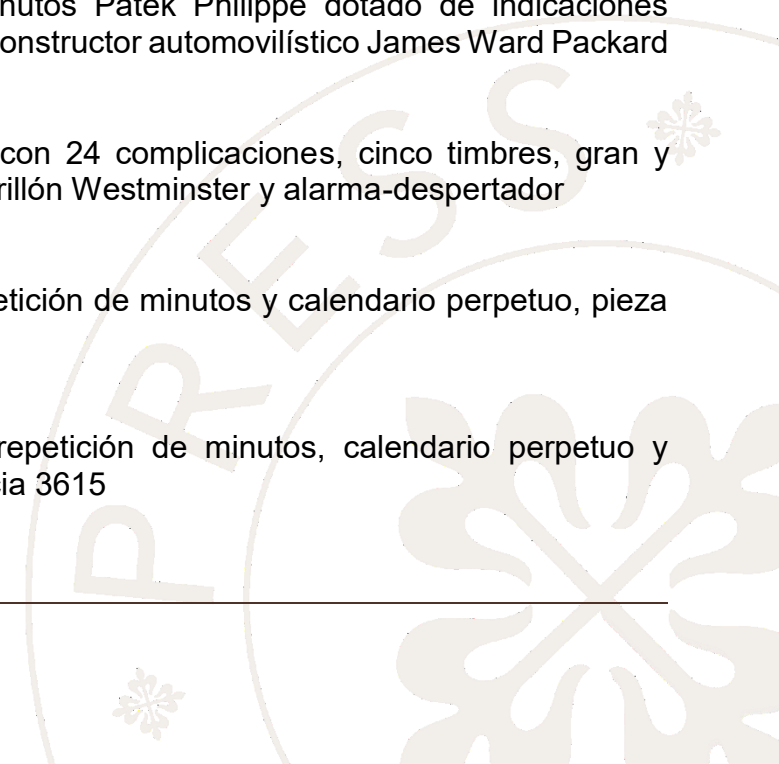 nutos Patek Philippe dotado de indicaciones
onstructor automovilístico James Ward Packard
con 24 complicaciones, cinco timbres, gran y
rillón Westminster y alarma-despertador
etición de minutos y calendario perpetuo, pieza
repetición de minutos, calendario perpetuo y
ia 3615
PRESS